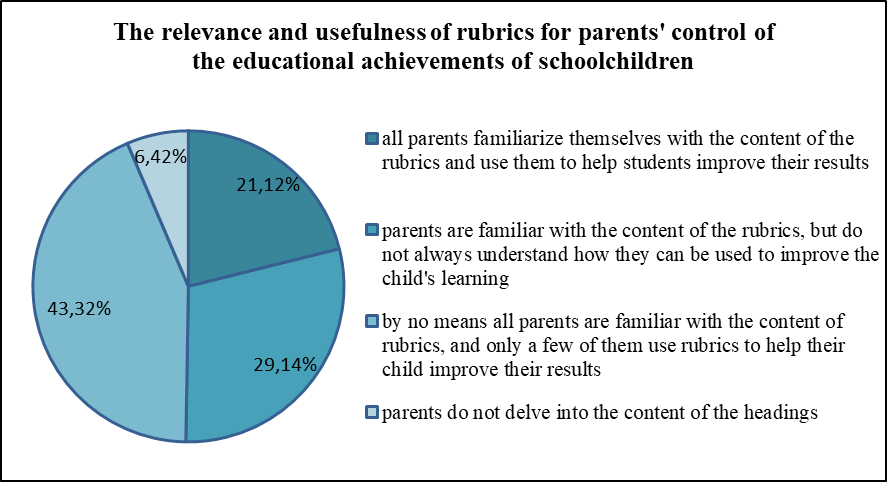 The relevance and usefulness of rubrics for parents' control of
the educational achievements of schoolchildren
6,42%
21,12%
43,32%
29,14%
all parents familiarize themselves with the content of the
rubrics and use them to help students improve their results
parents are familiar with the content of the rubrics, but do
not always understand how they can be used to improve the
child's learning
by no means all parents are familiar with the content of
rubrics, and only a few of them use rubrics to help their
child improve their results
parents do not delve into the content of the headings